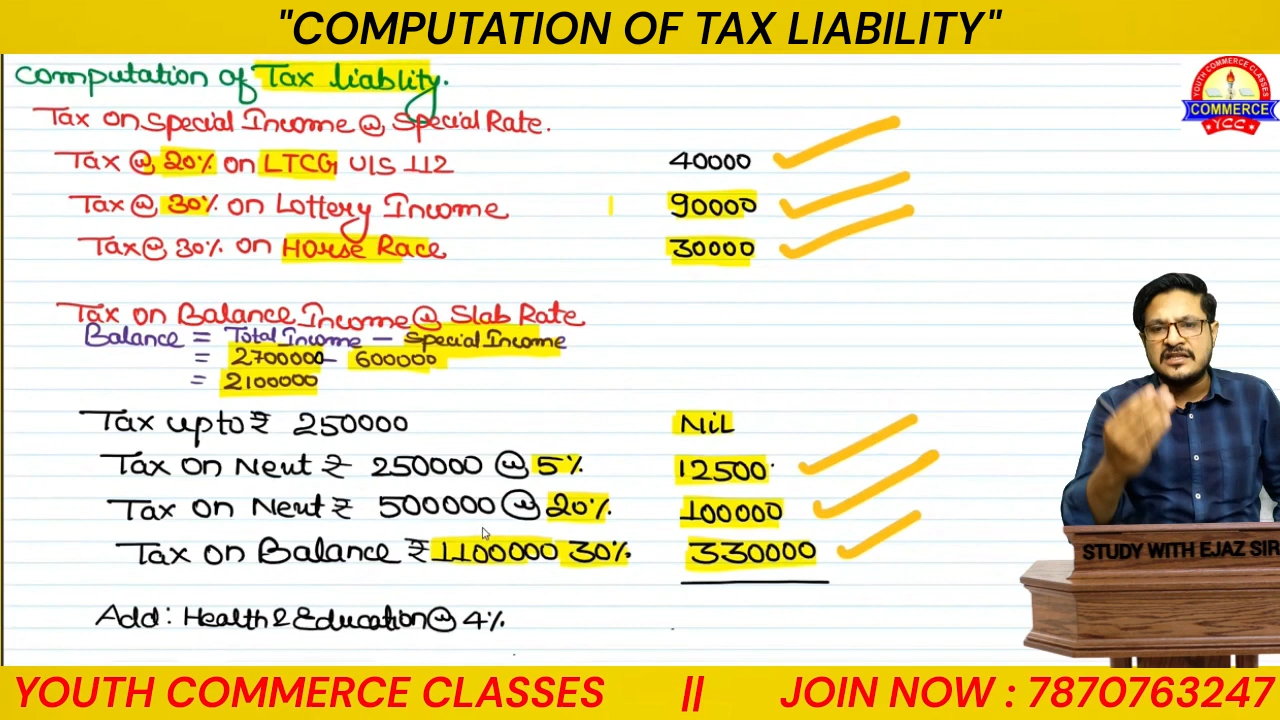 "COMPUTATION OF TAX LIABILITY"
Computation of Tax liablity.
YOUTH COMMERCE CLASSES
COMMERCE
YCC
Tax on Special Income @ Special Rate.
Tax @ 20% on LTCG U/S 112 40000
Tax @ 30% on Lottery Income 90000
Tax @ 30% on Horse Race 30000
Tax on Balance Income @ Slab Rate
Balance = Total Income − Special Income
= 2700000 − 600000
= 2100000
Tax upto ₹ 250000 NiL
Tax on Next ₹ 250000 @ 5% 12500
Tax on Next ₹ 500000 @ 20% 100000
Tax on Balance ₹ 1100000 30% 330000
STUDY WITH EJAZ SIR
Add: Health & Education @ 4%
YOUTH COMMERCE CLASSES || JOIN NOW : 7870763247